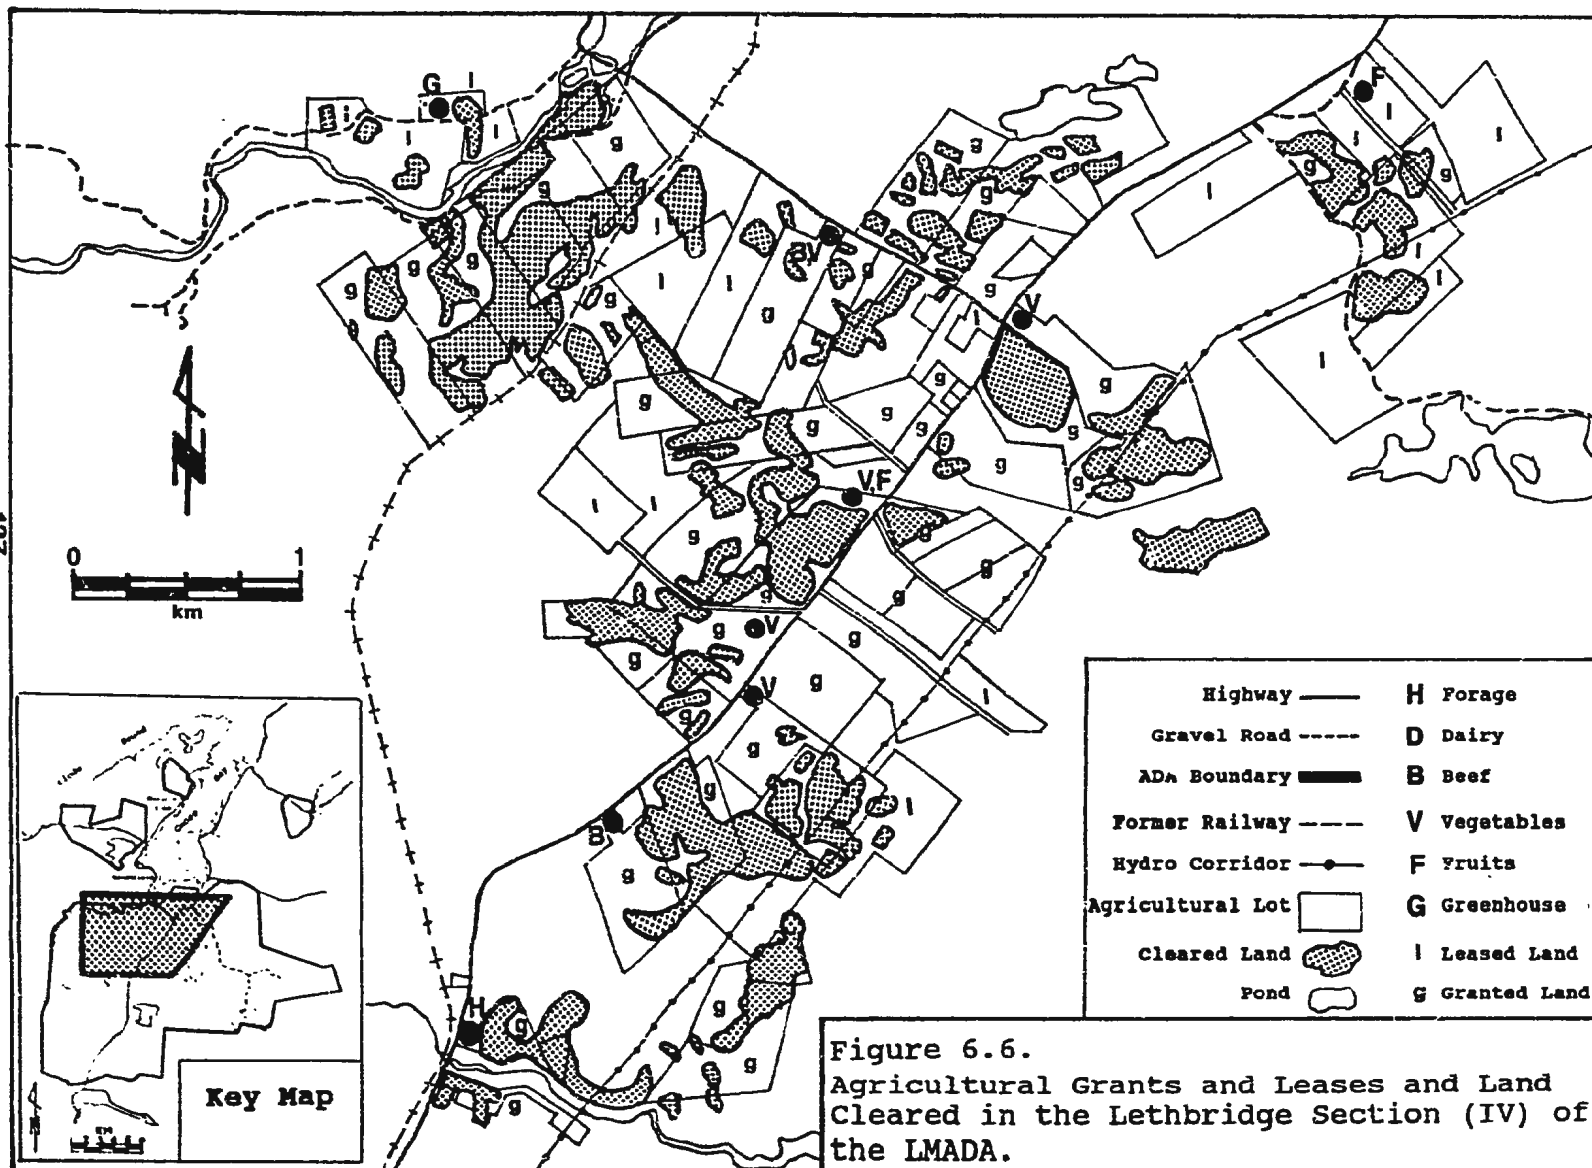 G
l
F
l
l
l
l
l
g
g
g
g
g
l
l
g
g
g
g
g
l
l
BV
g
g
g
l
V
l
l
g
g
g
g
g
g
g
g
g
g
V,F
l
l
g
g
g
g
g
g
g
g
V
g
g
l
V
g
g
g
g
l
B
g
H
g
g
g
g
0 1
km
Highway H Forage
Gravel Road D Dairy
ADA Boundary B Beef
Former Railway V Vegetables
Hydro Corridor F Fruits
Agricultural Lot G Greenhouse
Cleared Land l Leased Land
Pond g Granted Land
Key Map
KM
Figure 6.6.
Agricultural Grants and Leases and Land
Cleared in the Lethbridge Section (IV) of
the LMADA.